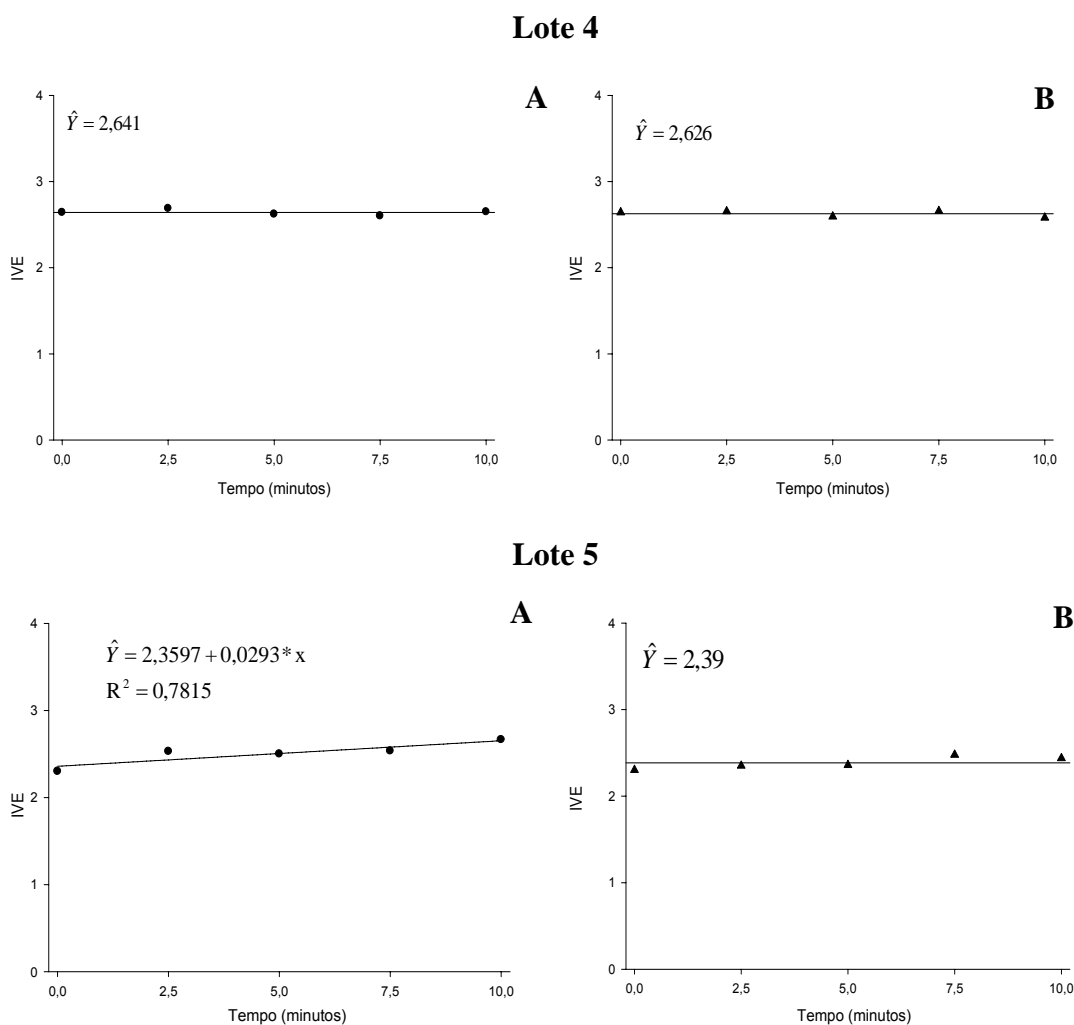 Lote 4
A
Ŷ = 2,641
4
3
2
1
0
IVE
0,0 2,5 5,0 7,5 10,0
Tempo (minutos)
B
Ŷ = 2,626
4
3
2
1
0
IVE
0,0 2,5 5,0 7,5 10,0
Tempo (minutos)
Lote 5
A
Ŷ = 2,3597 + 0,0293* x
R² = 0,7815
4
3
2
1
0
IVE
0,0 2,5 5,0 7,5 10,0
Tempo (minutos)
B
Ŷ = 2,39
4
3
2
1
0
IVE
0,0 2,5 5,0 7,5 10,0
Tempo (minutos)